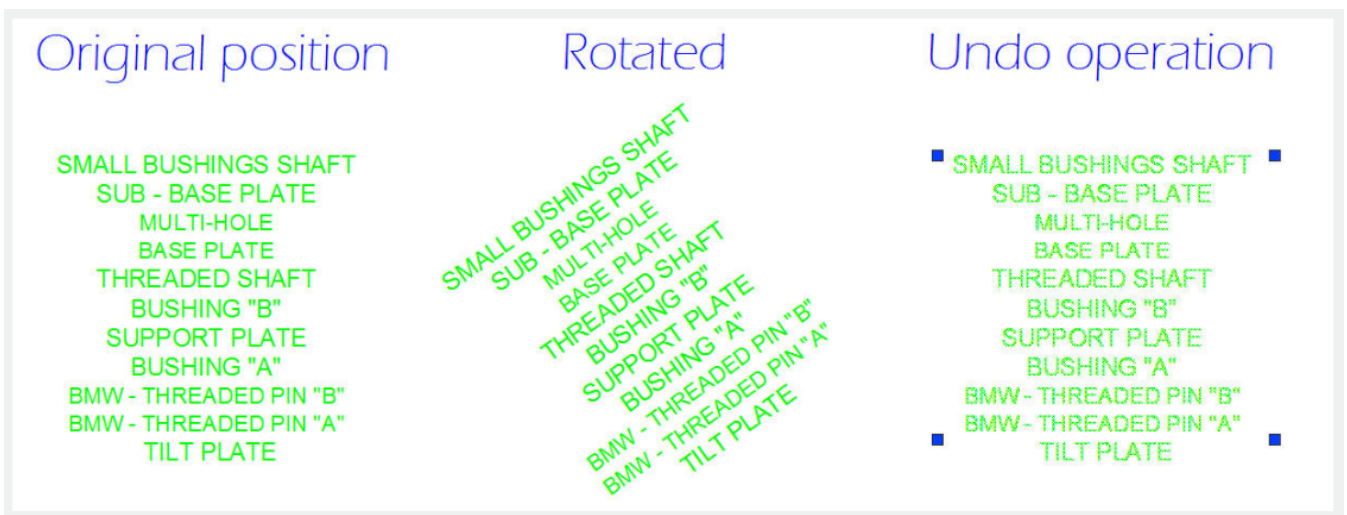 Original position
SMALL BUSHINGS SHAFT
SUB - BASE PLATE
MULTI-HOLE
BASE PLATE
THREADED SHAFT
BUSHING "B"
SUPPORT PLATE
BUSHING "A"
BMW - THREADED PIN "B"
BMW - THREADED PIN "A"
TILT PLATE
Rotated
SMALL BUSHINGS SHAFT
SUB - BASE PLATE
MULTI-HOLE
BASE PLATE
THREADED SHAFT
BUSHING "B"
SUPPORT PLATE
BUSHING "A"
BMW - THREADED PIN "B"
BMW - THREADED PIN "A"
TILT PLATE
Undo operation
SMALL BUSHINGS SHAFT
SUB - BASE PLATE
MULTI-HOLE
BASE PLATE
THREADED SHAFT
BUSHING "B"
SUPPORT PLATE
BUSHING "A"
BMW - THREADED PIN "B"
BMW - THREADED PIN "A"
TILT PLATE